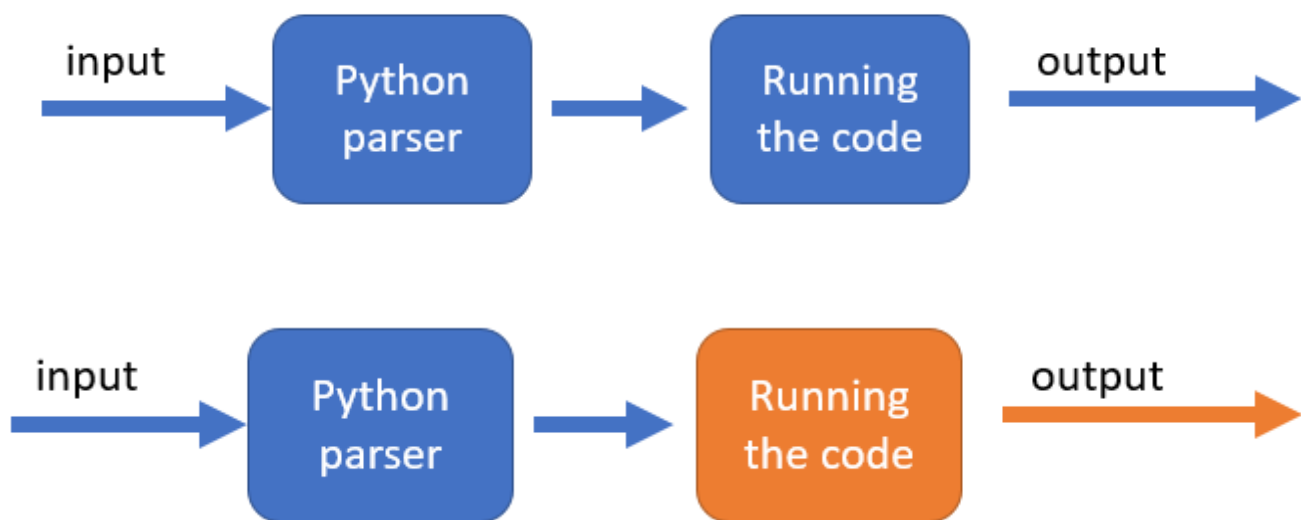 input
Python
parser
Running
the code
output
input
Python
parser
Running
the code
output